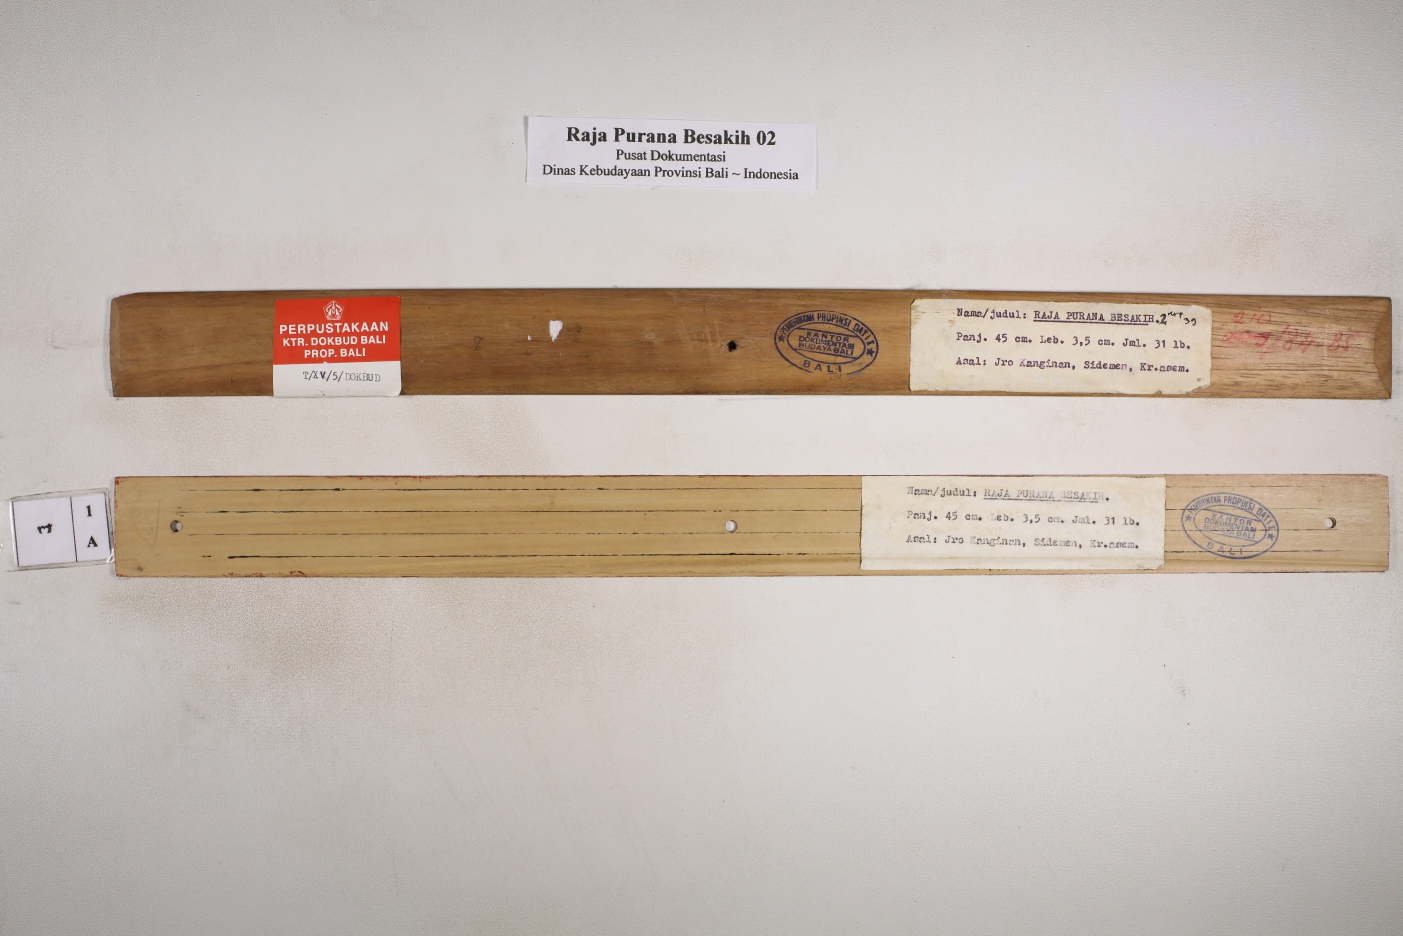 Raja Purana Besakih 02
Pusat Dokumentasi
Dinas Kebudayaan Provinsi Bali ~ Indonesia
PERPUSTAKAAN
KTR. DOKBUD BALI
PROP. BALI
T/XV/5/DOKBUD
PEMERINTAH PROPINSI DATI I
KANTOR
DOKUMENTASI
BUDAYA BALI
BALI
Nama/judul: RAJA PURANA BESAKIH.2
Panj. 45 cm. Leb. 3,5 cm. Jml. 31 lb.
Asal: Jro Kanginan, Sidemen, Kr.asem.
1
A
Nama/judul: RAJA PURANA BESAKIH.
Panj. 45 cm. Leb. 3,5 cm. Jml. 31 lb.
Asal: Jro Kanginan, Sidemen, Kr.asem.
PEMERINTAH PROPINSI DATI I
KANTOR
DOKUMENTASI
BUDAYA BALI
BALI